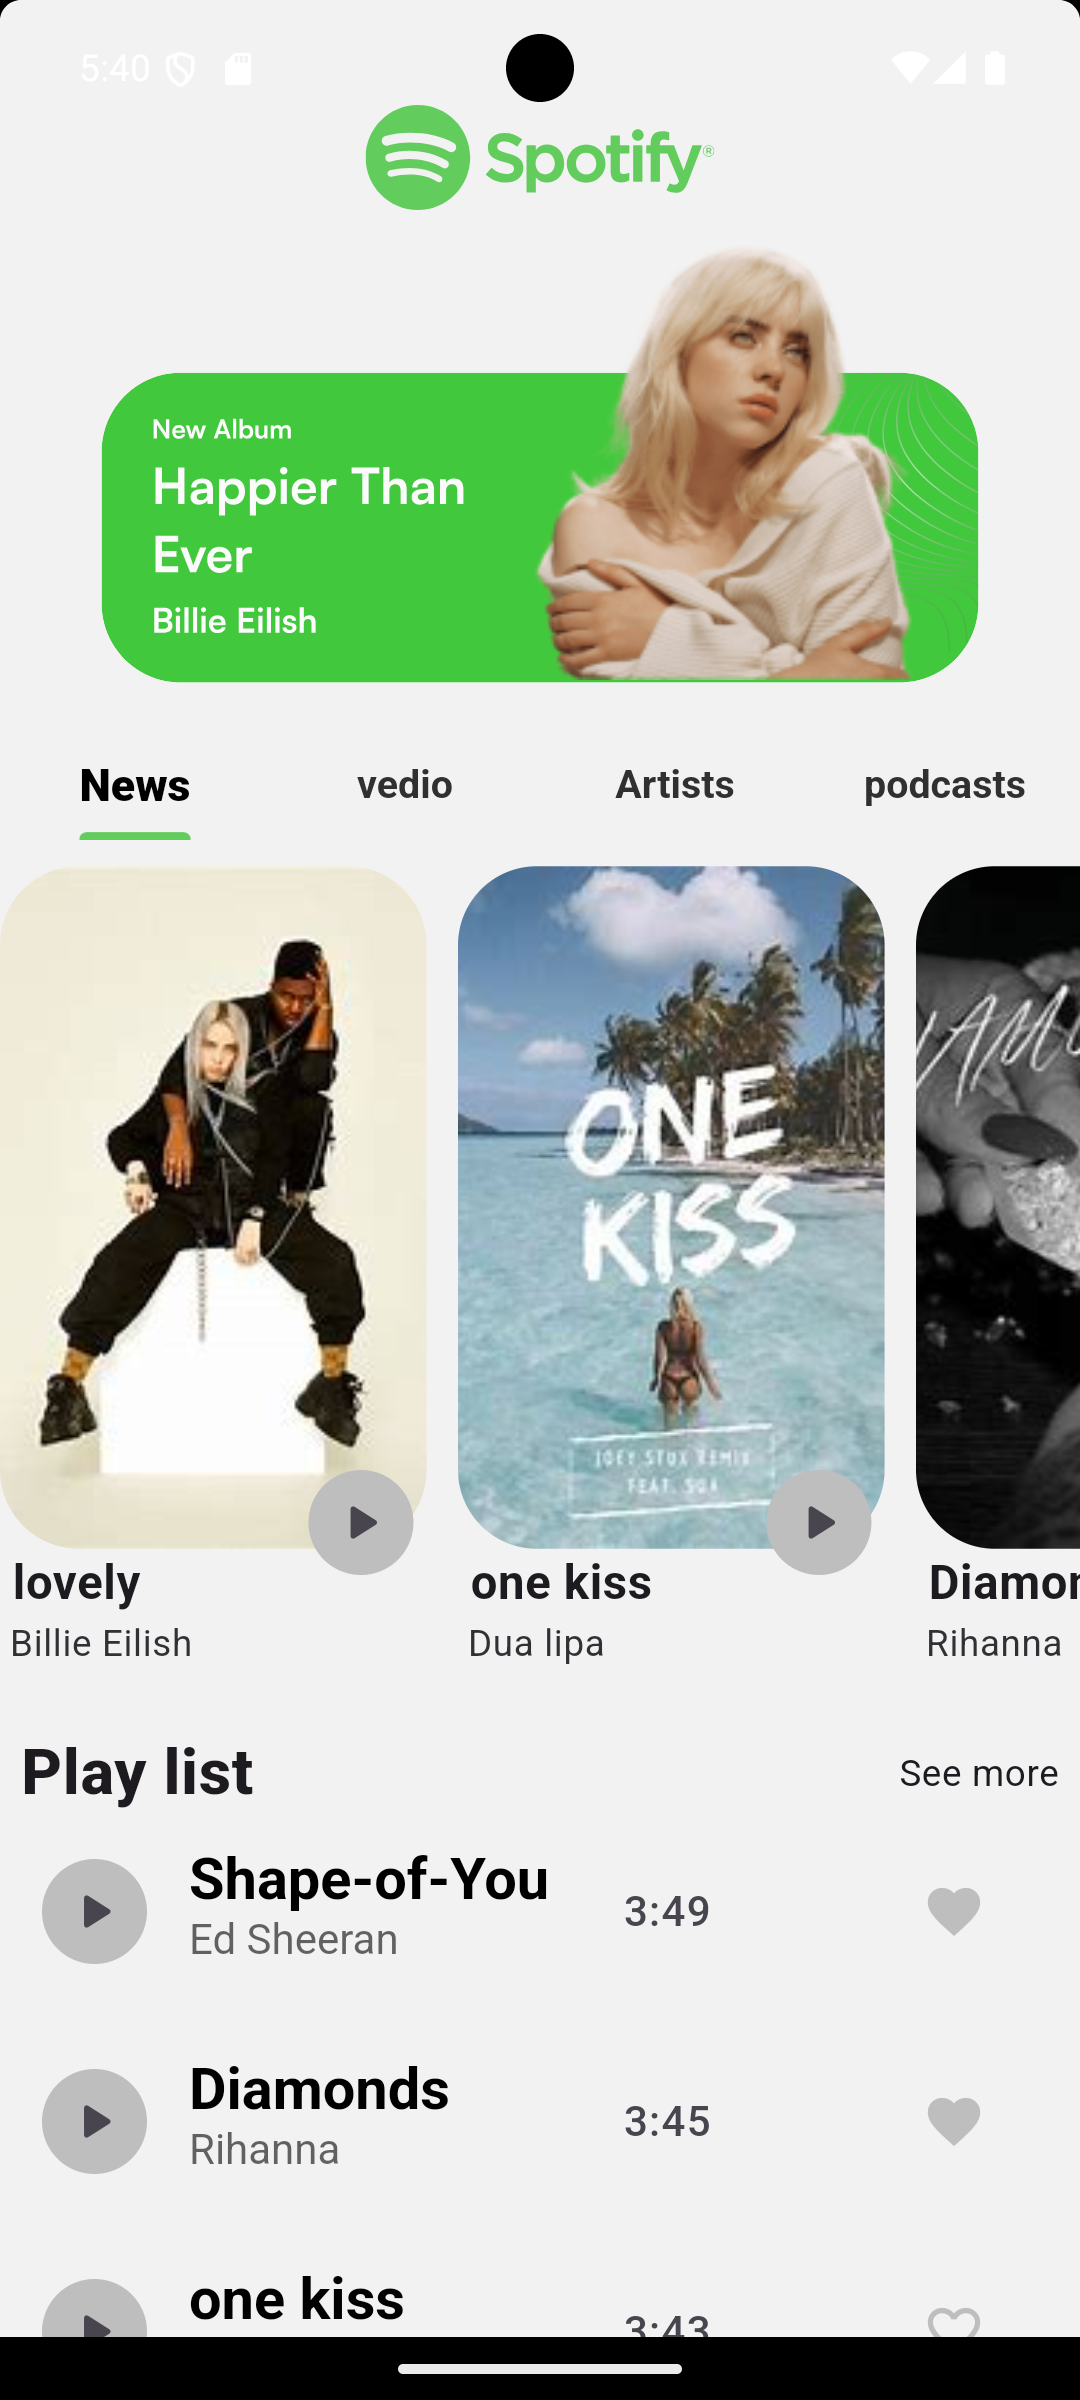 5:40
Spotify®
New Album
Happier Than
Ever
Billie Eilish
News
vedio
Artists
podcasts
ONE
KISS
JOEY STUX REMIX
FEAT.
I AM
lovely
Billie Eilish
one kiss
Dua lipa
Diamon
Rihanna
Play list
See more
Shape-of-You
Ed Sheeran
3:49
Diamonds
Rihanna
3:45
one kiss
3:43